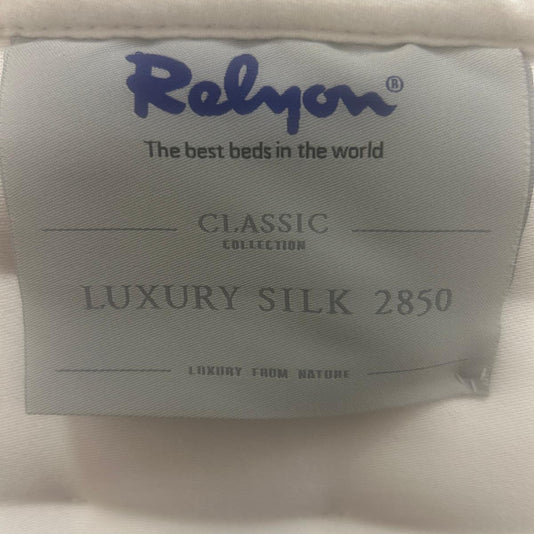 Relyon®
The best beds in the world
CLASSIC
COLLECTION
LUXURY SILK 2850
LUXURY FROM NATURE